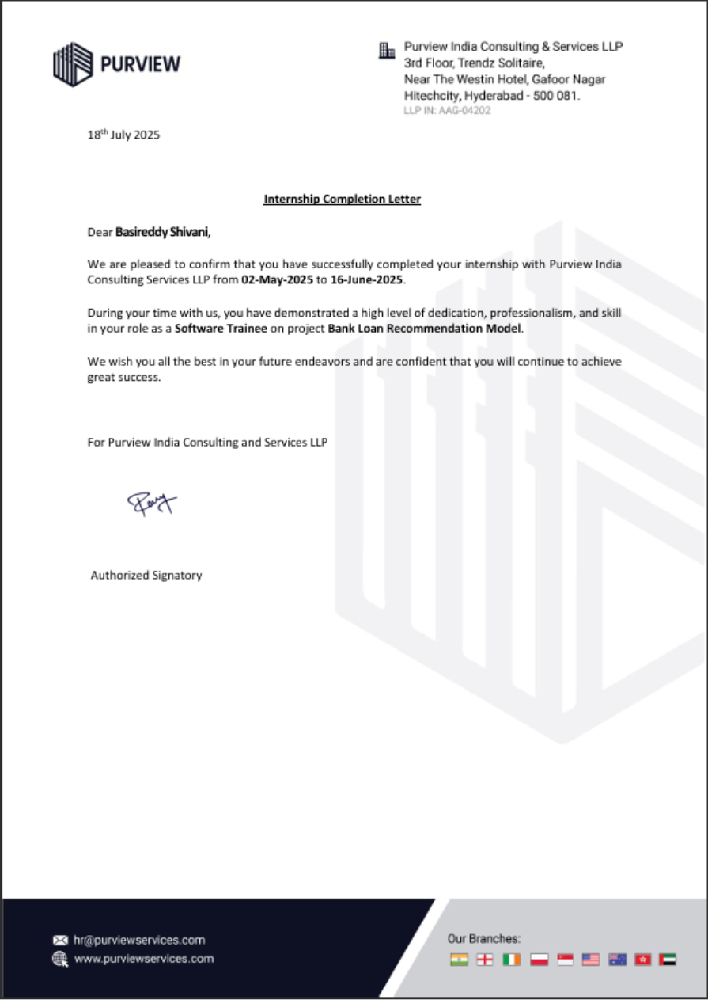 PURVIEW
Purview India Consulting & Services LLP
3rd Floor, Trendz Solitaire,
Near The Westin Hotel, Gafoor Nagar
Hitechcity, Hyderabad - 500 081.
LLP IN: AAG-04202
18th July 2025
Internship Completion Letter
Dear Basireddy Shivani,
We are pleased to confirm that you have successfully completed your internship with Purview India
Consulting Services LLP from 02-May-2025 to 16-June-2025.
During your time with us, you have demonstrated a high level of dedication, professionalism, and skill
in your role as a Software Trainee on project Bank Loan Recommendation Model.
We wish you all the best in your future endeavors and are confident that you will continue to achieve
great success.
For Purview India Consulting and Services LLP
Authorized Signatory
hr@purviewservices.com
www.purviewservices.com
Our Branches: